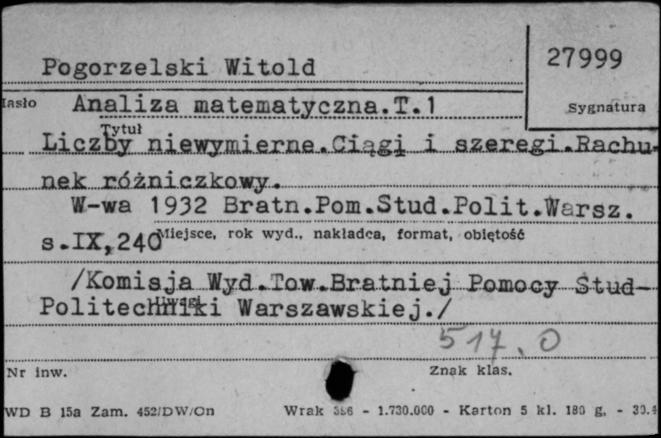 Pogorzelski Witold
27999
Hasło Analiza matematyczna.T.1
Sygnatura
Tytuł
Liczby niewymierne.Ciągi i szeregi.Rachu-
nek różniczkowy.
W-wa 1932 Bratn.Pom.Stud.Polit.Warsz.
s.IX,240
Miejsce, rok wyd., nakładca, format, obiętość
/Komisja Wyd.Tow.Bratniej Pomocy Stud-
Uwagi
Politechniki Warszawskiej./
517.0
Nr inw.
Znak klas.
WD B 15a Zam. 452/DW/On
Wrak - 1.730.000 - Karton 5 kl. 180 g. -